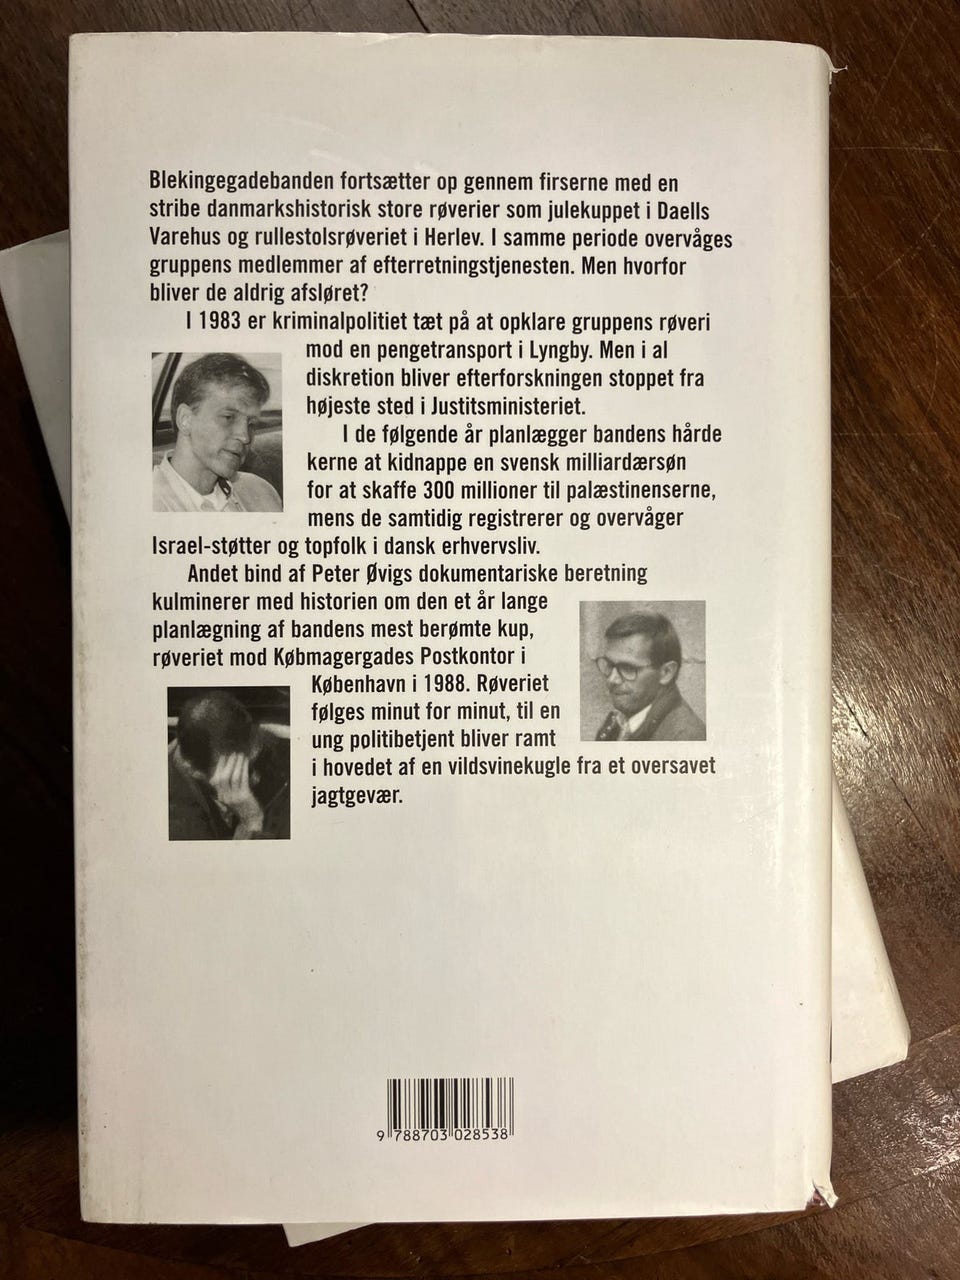 Blekingegadebanden fortsætter op gennem firserne med en
stribe danmarkshistorisk store røverier som julekuppet i Daells
Varehus og rullestolsrøveriet i Herlev. I samme periode overvåges
gruppens medlemmer af efterretningstjenesten. Men hvorfor
bliver de aldrig afsløret?
I 1983 er kriminalpolitiet tæt på at opklare gruppens røveri
mod en pengetransport i Lyngby. Men i al
diskretion bliver efterforskningen stoppet fra
højeste sted i Justitsministeriet.
I de følgende år planlægger bandens hårde
kerne at kidnappe en svensk milliardærsøn
for at skaffe 300 millioner til palæstinenserne,
mens de samtidig registrerer og overvåger
Israel-støtter og topfolk i dansk erhvervsliv.
Andet bind af Peter Øvigs dokumentariske beretning
kulminerer med historien om den et år lange
planlægning af bandens mest berømte kup,
røveriet mod Købmagergades Postkontor i
København i 1988. Røveriet
følges minut for minut, til en
ung politibetjent bliver ramt
i hovedet af en vildsvinekugle fra et oversavet
jagtgevær.
9 788703 028538